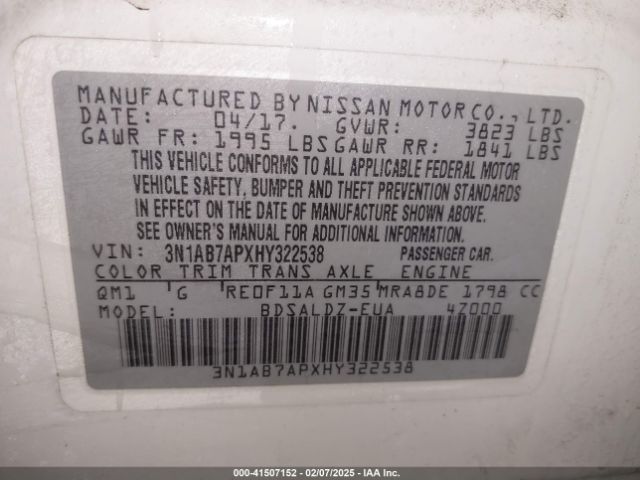 MANUFACTURED BY NISSAN MOTOR CO., LTD.
DATE: 04/17. GVWR: 3823 LBS
GAWR FR: 1995 LBS GAWR RR: 1841 LBS
THIS VEHICLE CONFORMS TO ALL APPLICABLE FEDERAL MOTOR
VEHICLE SAFETY, BUMPER AND THEFT PREVENTION STANDARDS
IN EFFECT ON THE DATE OF MANUFACTURE SHOWN ABOVE.
SEE OWNER'S MANUAL FOR ADDITIONAL INFORMATION.
VIN: 3N1AB7APXHY322538 PASSENGER CAR.
COLOR TRIM TRANS AXLE ENGINE
QM1 G RE0F11A GM35 MRA8DE 1798 CC
MODEL: BDSALDZ-EUA 4Z000
3N1AB7APXHY322538
000-41507152 — 02/07/2025 - IAA